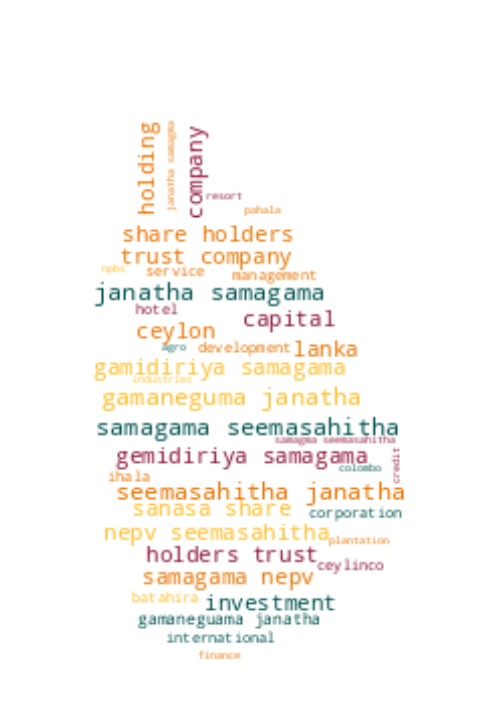 holding
janatha samagma
company
resort
pahala
share holders
trust company
npbs service management
janatha samagama
hotel
capital
ceylon
agro development lanka
gamidiriya samagama
industries
gamaneguma janatha
samagama seemasahitha
samagma seemasahitha
gemidiriya samagama
colombo
credit
ihala
seemasahitha janatha
sanasa share
corporation
nepv seemasahitha
plantation
holders trust
ceylinco
samagama nepv
batahira investment
gamaneguama janatha
international
finance